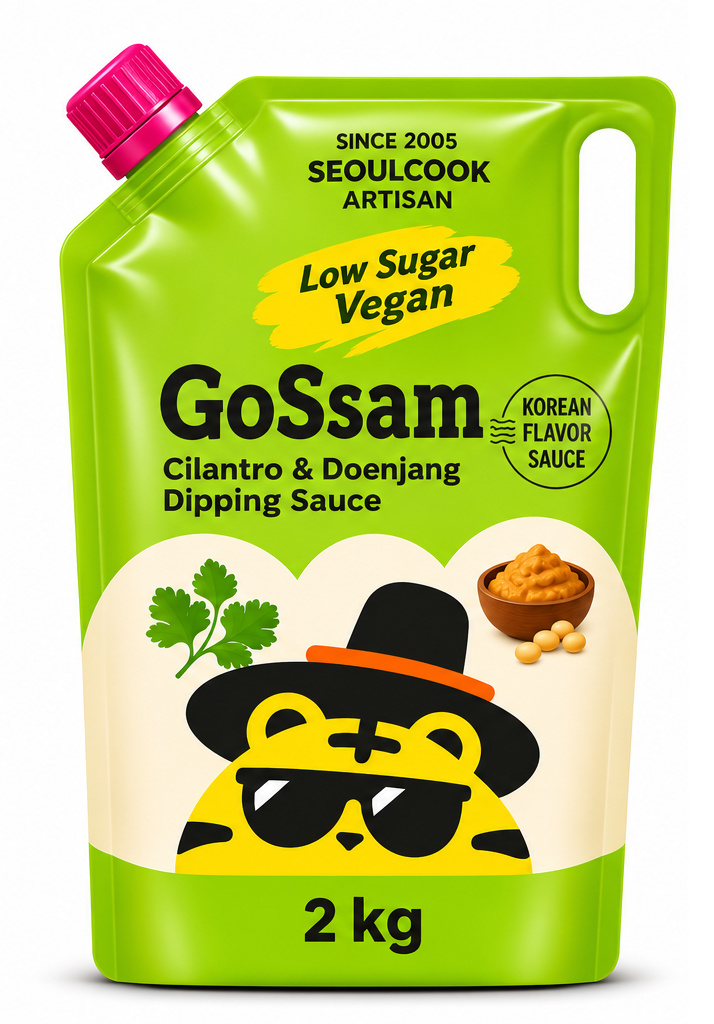 SINCE 2005
SEOULCOOK
ARTISAN
Low Sugar
Vegan
GoSsam
KOREAN
FLAVOR
SAUCE
Cilantro & Doenjang
Dipping Sauce
2 kg